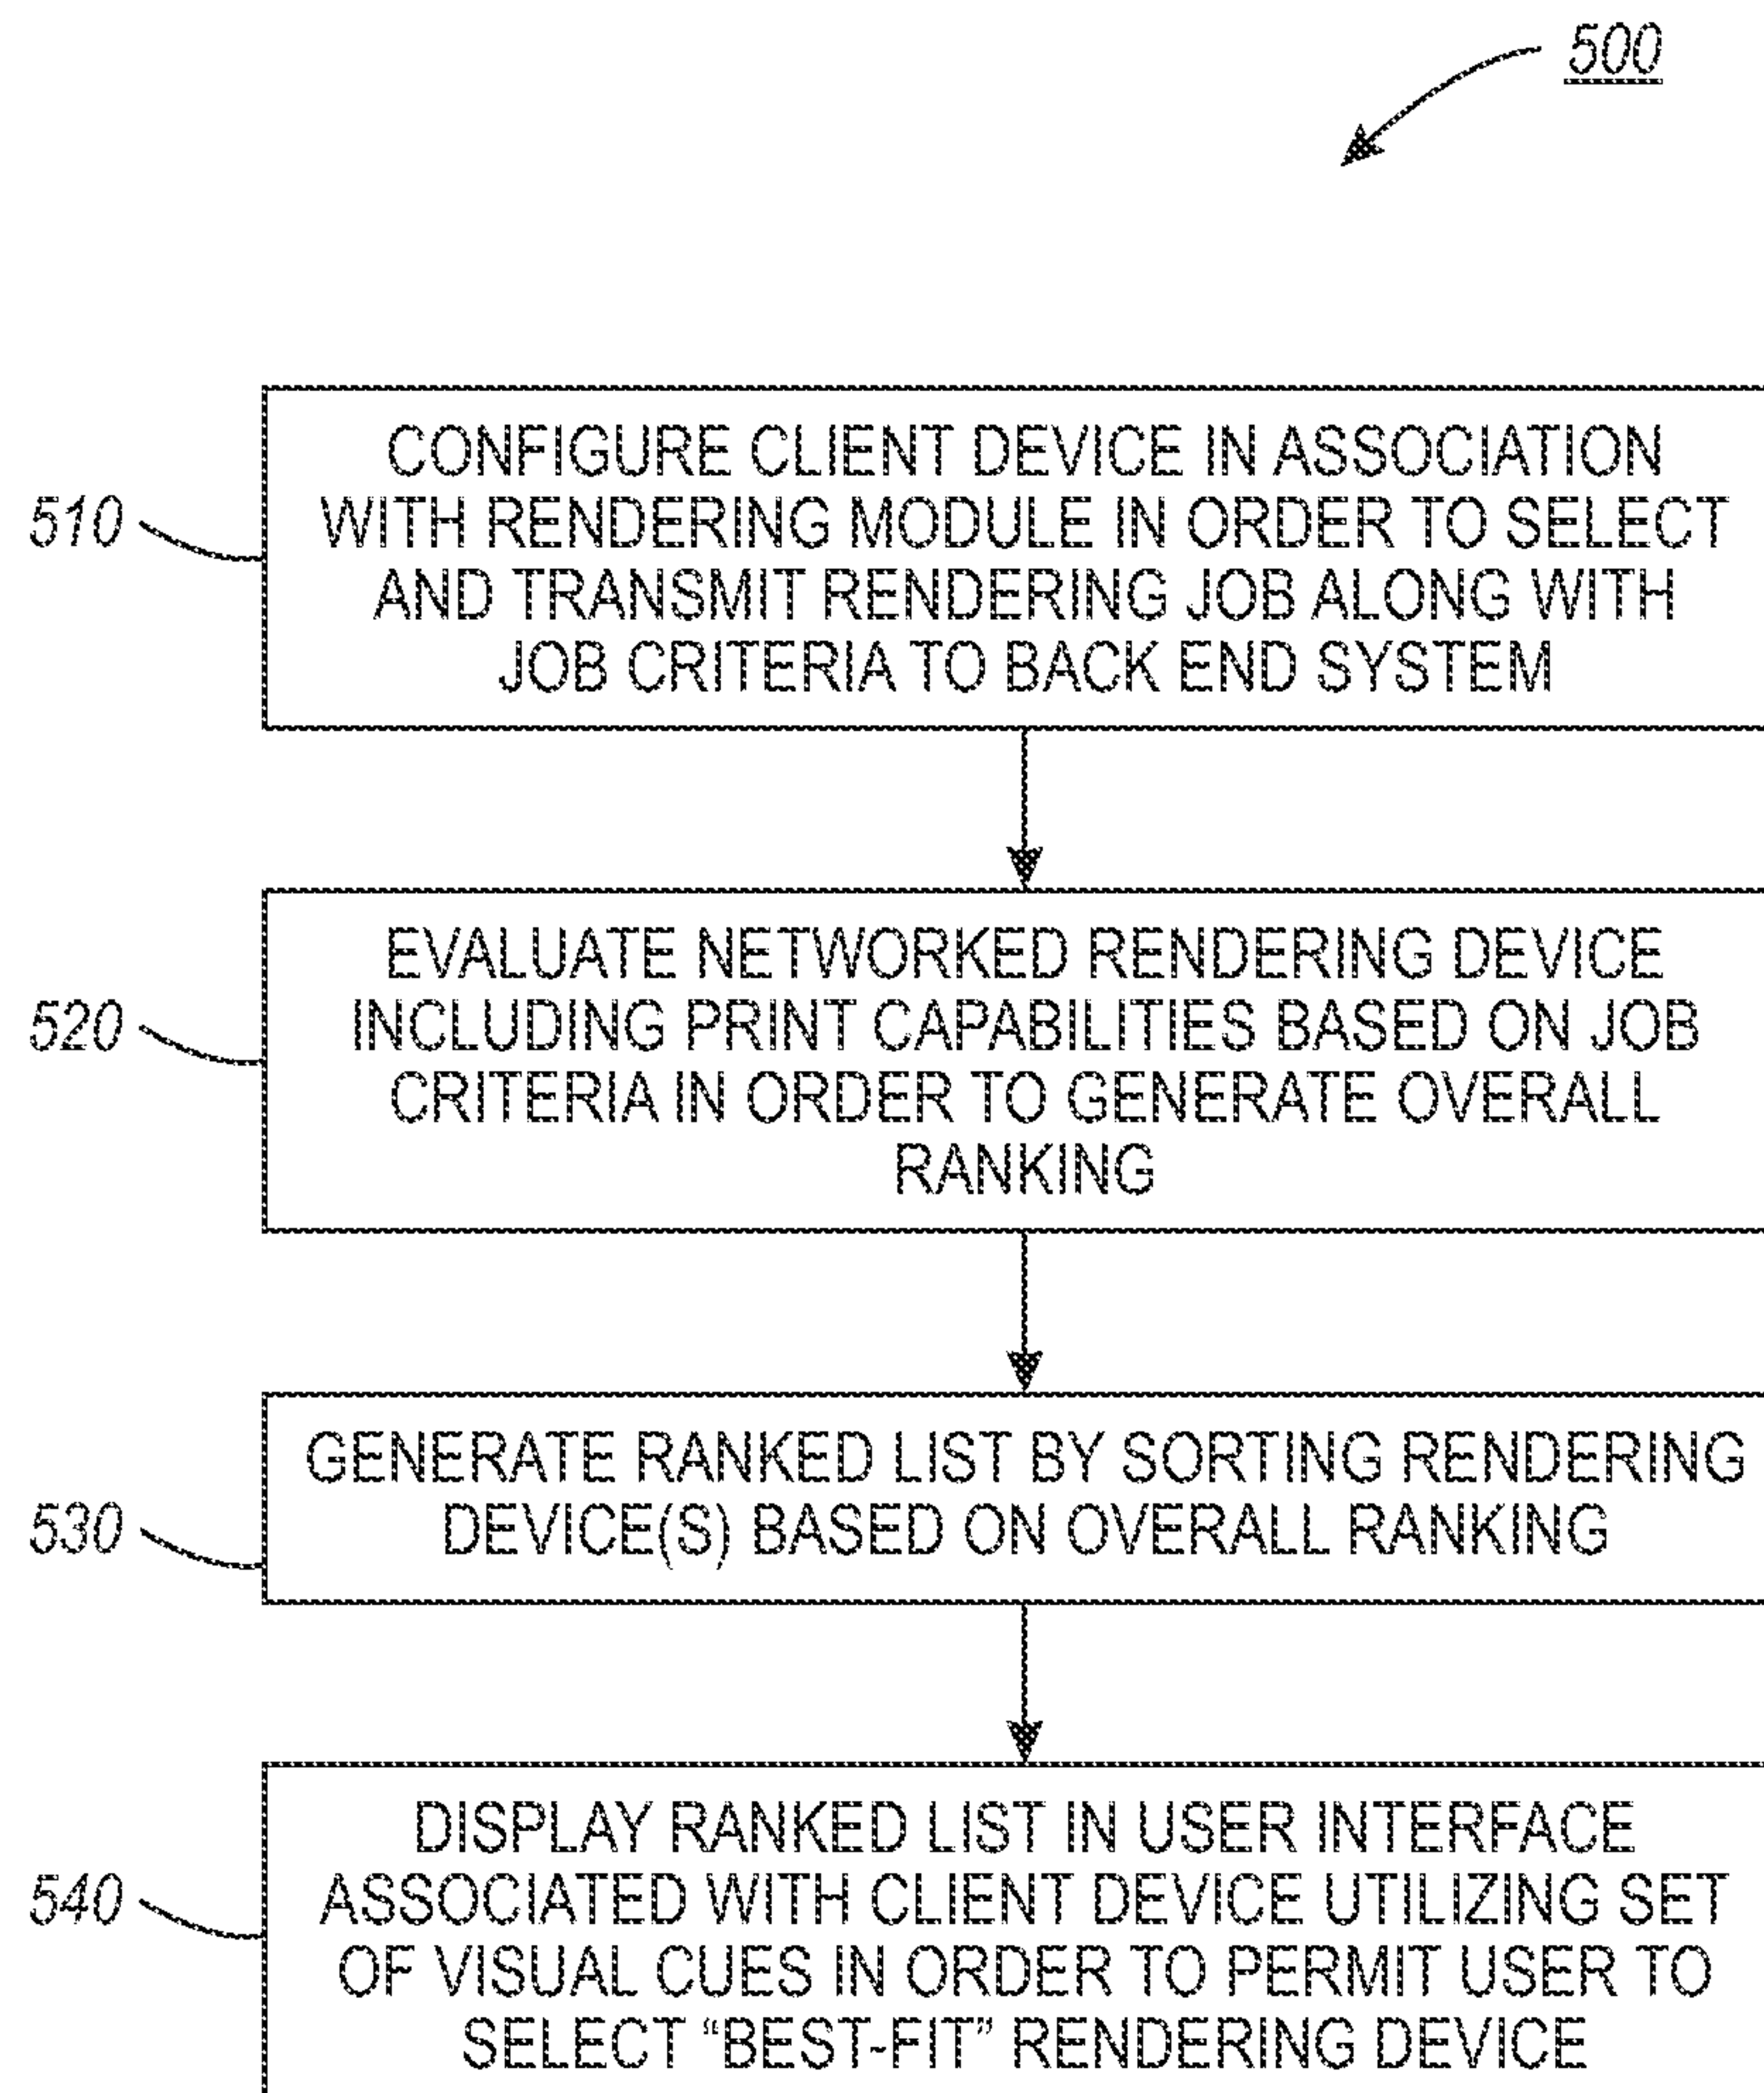 500
510
CONFIGURE CLIENT DEVICE IN ASSOCIATION
WITH RENDERING MODULE IN ORDER TO SELECT
AND TRANSMIT RENDERING JOB ALONG WITH
JOB CRITERIA TO BACK END SYSTEM
520
EVALUATE NETWORKED RENDERING DEVICE
INCLUDING PRINT CAPABILITIES BASED ON JOB
CRITERIA IN ORDER TO GENERATE OVERALL
RANKING
530
GENERATE RANKED LIST BY SORTING RENDERING
DEVICE(S) BASED ON OVERALL RANKING
540
DISPLAY RANKED LIST IN USER INTERFACE
ASSOCIATED WITH CLIENT DEVICE UTILIZING SET
OF VISUAL CUES IN ORDER TO PERMIT USER TO
SELECT “BEST-FIT” RENDERING DEVICE